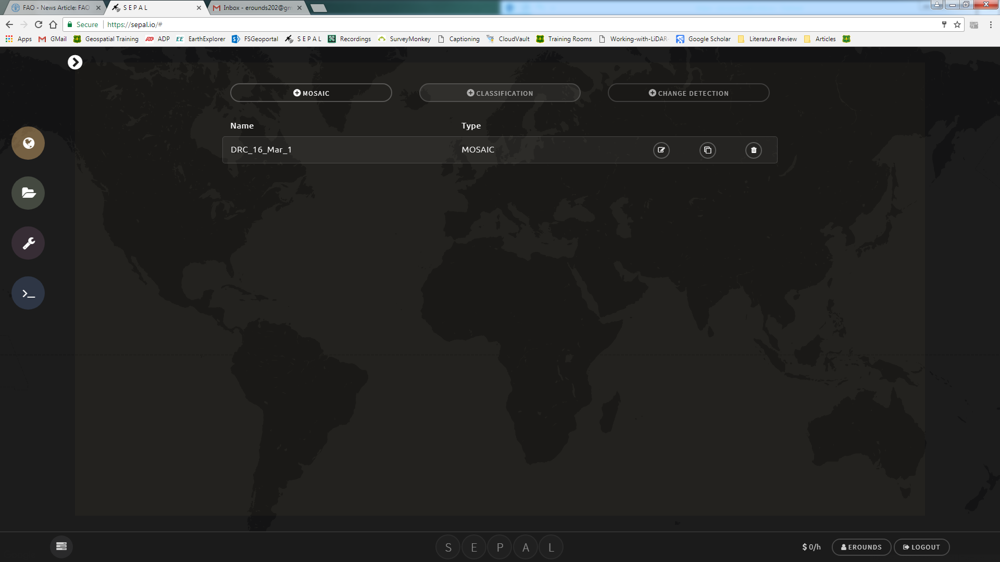 FAO - News Article: FAO
S E P A L
Inbox - erounds202@gm
Secure
https://sepal.io/#
Apps
GMail
Geospatial Training
ADP
EE EarthExplorer
FSGeoportal
S E P A L
Recordings
SurveyMonkey
Captioning
CloudVault
Training Rooms
Working-with-LiDAR-
Google Scholar
Literature Review
Articles
MOSAIC
CLASSIFICATION
CHANGE DETECTION
Name Type
DRC_16_Mar_1 MOSAIC
S E P A L
$ 0/h
EROUNDS
LOGOUT